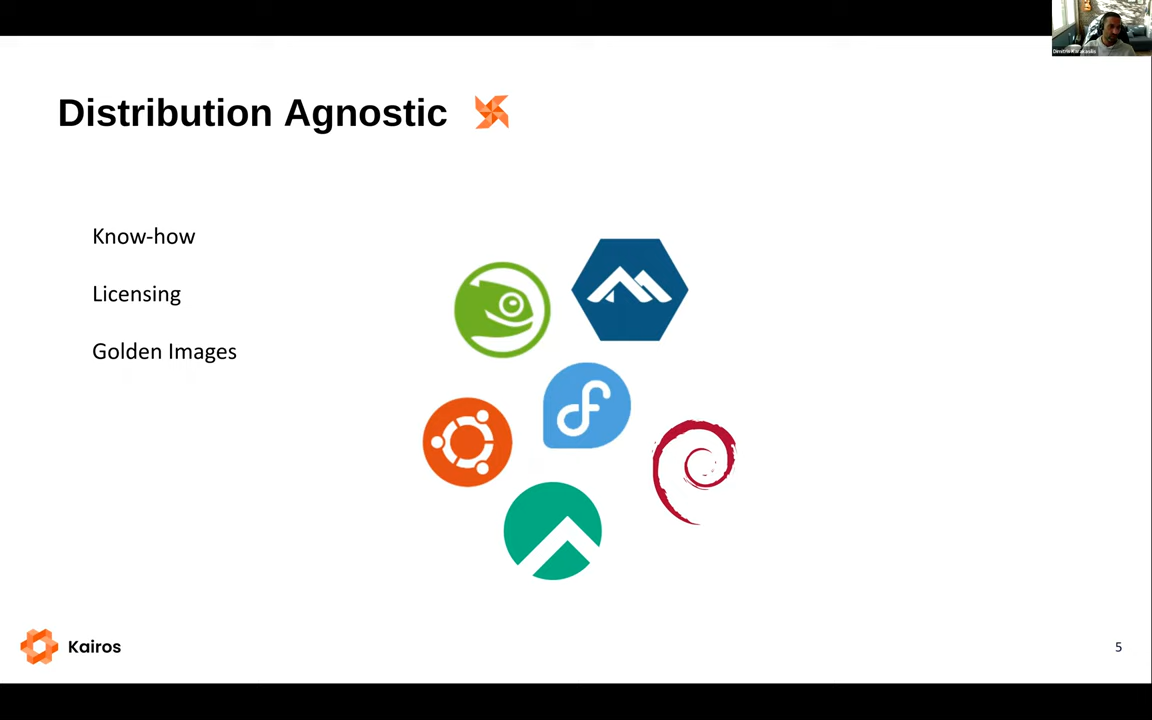 Distribution Agnostic
Know-how
Licensing
Golden Images
Kairos
5